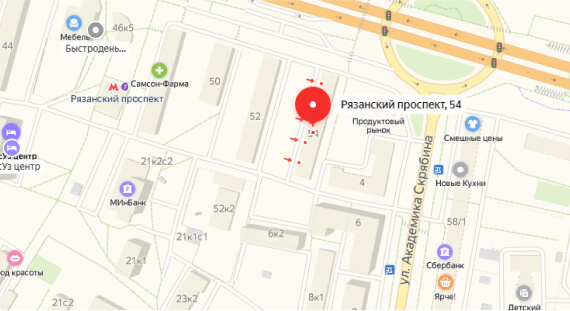 46к5
Мебель
Быстроденьг...
44
Самсон-Фарма
50
Рязанский проспект
Рязанский проспект, 54
52
Продуктовый
рынок
Смешные цены
21к2с2
сУз центр
сУз центр
МИнБанк
4
Новые Кухни
ул. Академика Скрябина
52к2
58/1
6
6к2
21к1с1
21к1
Сбербанк
од красоты
Ярче!
23к2
21с2
8к1
Детский